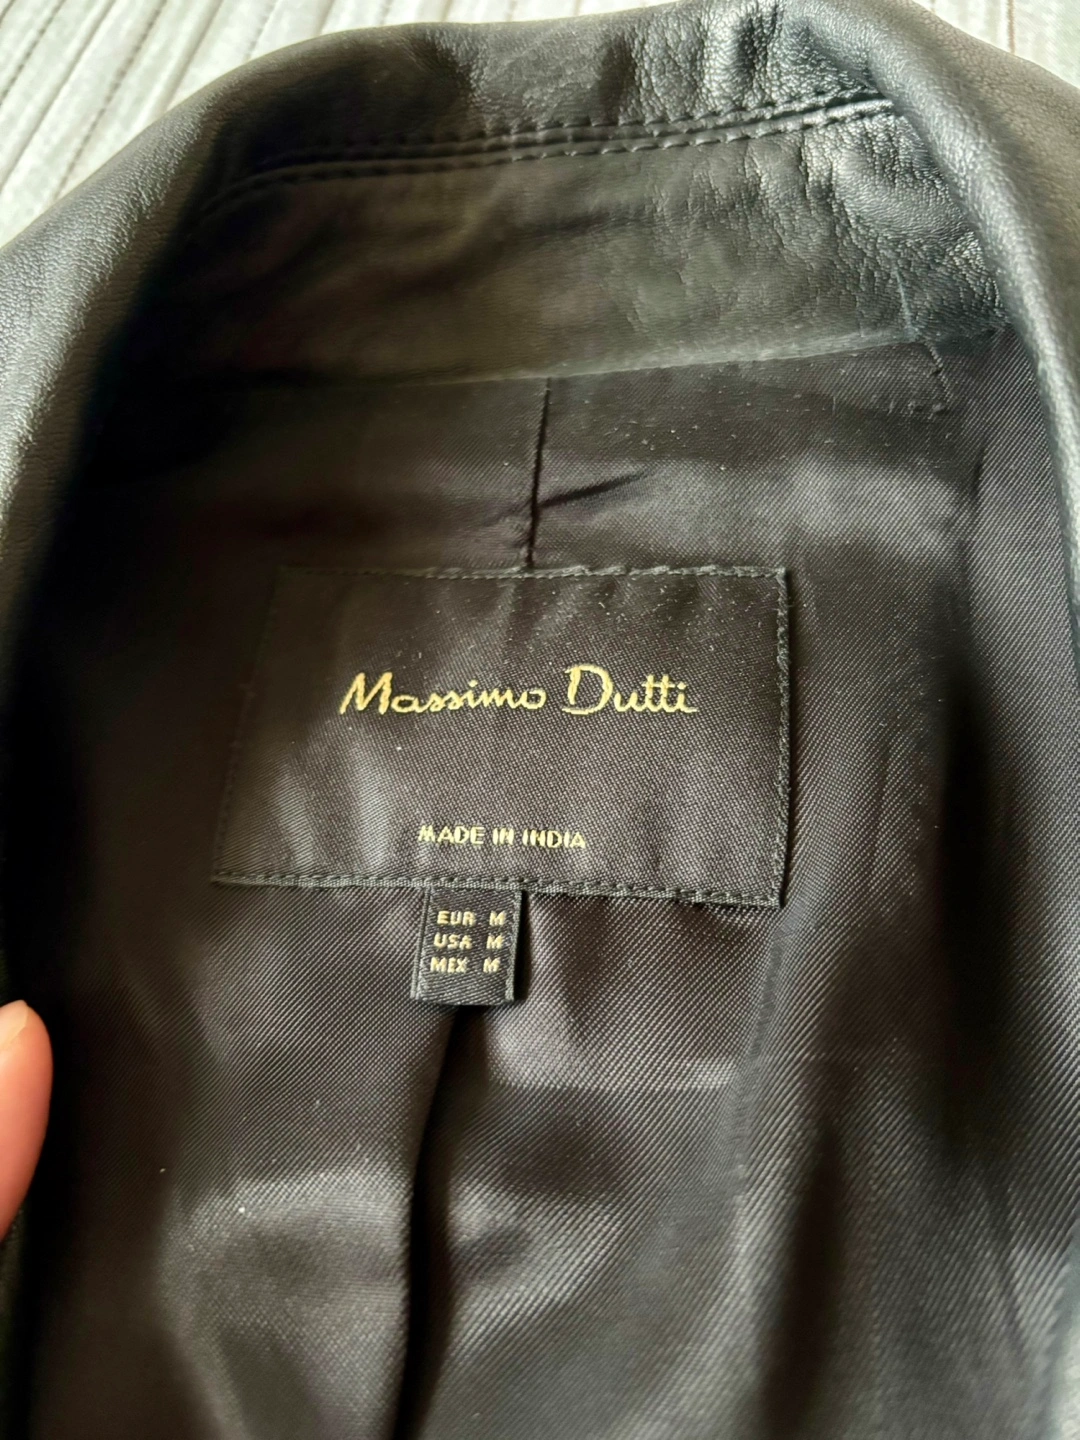 Massimo Dutti
MADE IN INDIA
EUR M
USA M
MEX M